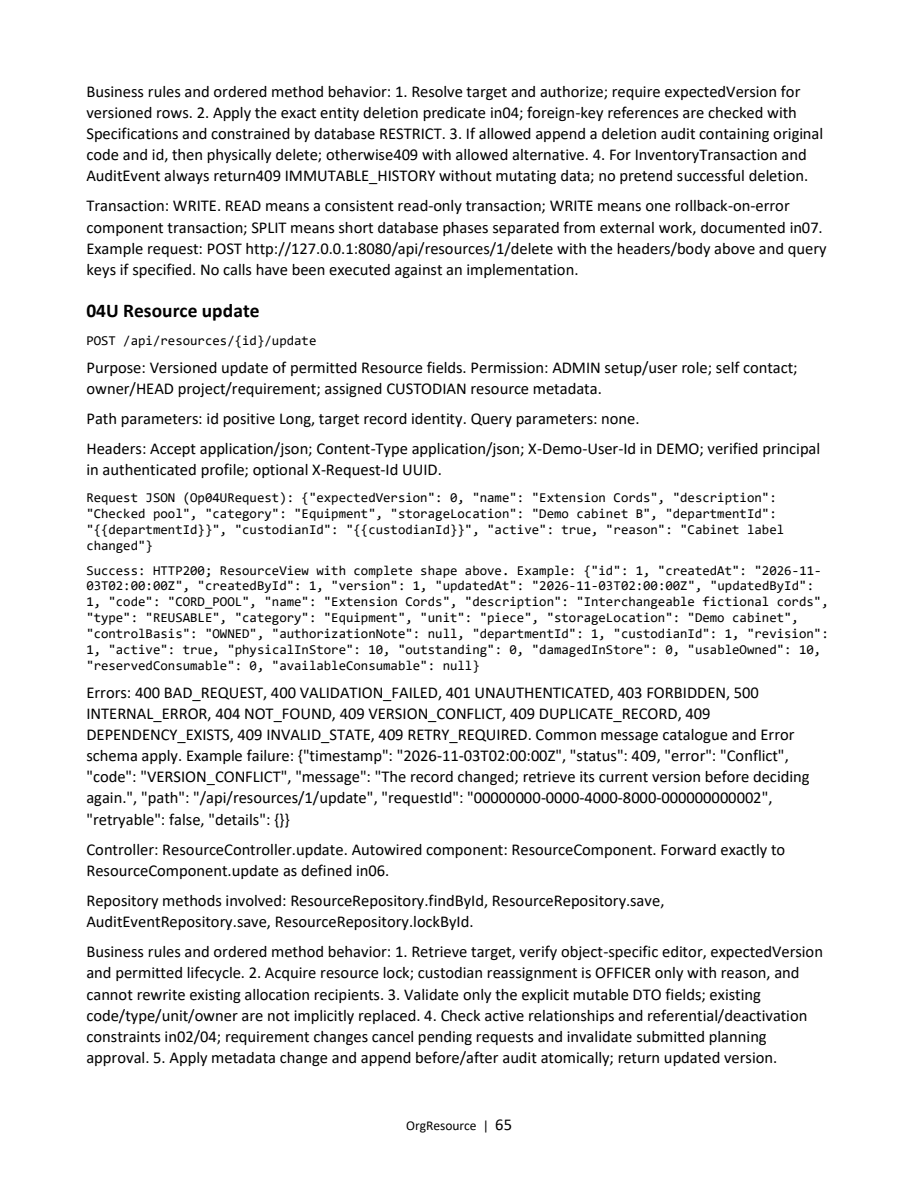 Business rules and ordered method behavior: 1. Resolve target and authorize; require expectedVersion for
versioned rows. 2. Apply the exact entity deletion predicate in04; foreign-key references are checked with
Specifications and constrained by database RESTRICT. 3. If allowed append a deletion audit containing original
code and id, then physically delete; otherwise409 with allowed alternative. 4. For InventoryTransaction and
AuditEvent always return409 IMMUTABLE_HISTORY without mutating data; no pretend successful deletion.
Transaction: WRITE. READ means a consistent read-only transaction; WRITE means one rollback-on-error
component transaction; SPLIT means short database phases separated from external work, documented in07.
Example request: POST http://127.0.0.1:8080/api/resources/1/delete with the headers/body above and query
keys if specified. No calls have been executed against an implementation.
04U Resource update
POST /api/resources/{id}/update
Purpose: Versioned update of permitted Resource fields. Permission: ADMIN setup/user role; self contact;
owner/HEAD project/requirement; assigned CUSTODIAN resource metadata.
Path parameters: id positive Long, target record identity. Query parameters: none.
Headers: Accept application/json; Content-Type application/json; X-Demo-User-Id in DEMO; verified principal
in authenticated profile; optional X-Request-Id UUID.
Request JSON (Op04URequest): {"expectedVersion": 0, "name": "Extension Cords", "description":
"Checked pool", "category": "Equipment", "storageLocation": "Demo cabinet B", "departmentId":
"{{departmentId}}", "custodianId": "{{custodianId}}", "active": true, "reason": "Cabinet label
changed"}
Success: HTTP200; ResourceView with complete shape above. Example: {"id": 1, "createdAt": "2026-11-
03T02:00:00Z", "createdById": 1, "version": 1, "updatedAt": "2026-11-03T02:00:00Z", "updatedById":
1, "code": "CORD_POOL", "name": "Extension Cords", "description": "Interchangeable fictional cords",
"type": "REUSABLE", "category": "Equipment", "unit": "piece", "storageLocation": "Demo cabinet",
"controlBasis": "OWNED", "authorizationNote": null, "departmentId": 1, "custodianId": 1, "revision":
1, "active": true, "physicalInStore": 10, "outstanding": 0, "damagedInStore": 0, "usableOwned": 10,
"reservedConsumable": 0, "availableConsumable": null}
Errors: 400 BAD_REQUEST, 400 VALIDATION_FAILED, 401 UNAUTHENTICATED, 403 FORBIDDEN, 500
INTERNAL_ERROR, 404 NOT_FOUND, 409 VERSION_CONFLICT, 409 DUPLICATE_RECORD, 409
DEPENDENCY_EXISTS, 409 INVALID_STATE, 409 RETRY_REQUIRED. Common message catalogue and Error
schema apply. Example failure: {"timestamp": "2026-11-03T02:00:00Z", "status": 409, "error": "Conflict",
"code": "VERSION_CONFLICT", "message": "The record changed; retrieve its current version before deciding
again.", "path": "/api/resources/1/update", "requestId": "00000000-0000-4000-8000-000000000002",
"retryable": false, "details": {}}
Controller: ResourceController.update. Autowired component: ResourceComponent. Forward exactly to
ResourceComponent.update as defined in06.
Repository methods involved: ResourceRepository.findById, ResourceRepository.save,
AuditEventRepository.save, ResourceRepository.lockById.
Business rules and ordered method behavior: 1. Retrieve target, verify object-specific editor, expectedVersion
and permitted lifecycle. 2. Acquire resource lock; custodian reassignment is OFFICER only with reason, and
cannot rewrite existing allocation recipients. 3. Validate only the explicit mutable DTO fields; existing
code/type/unit/owner are not implicitly replaced. 4. Check active relationships and referential/deactivation
constraints in02/04; requirement changes cancel pending requests and invalidate submitted planning
approval. 5. Apply metadata change and append before/after audit atomically; return updated version.
OrgResource | 65